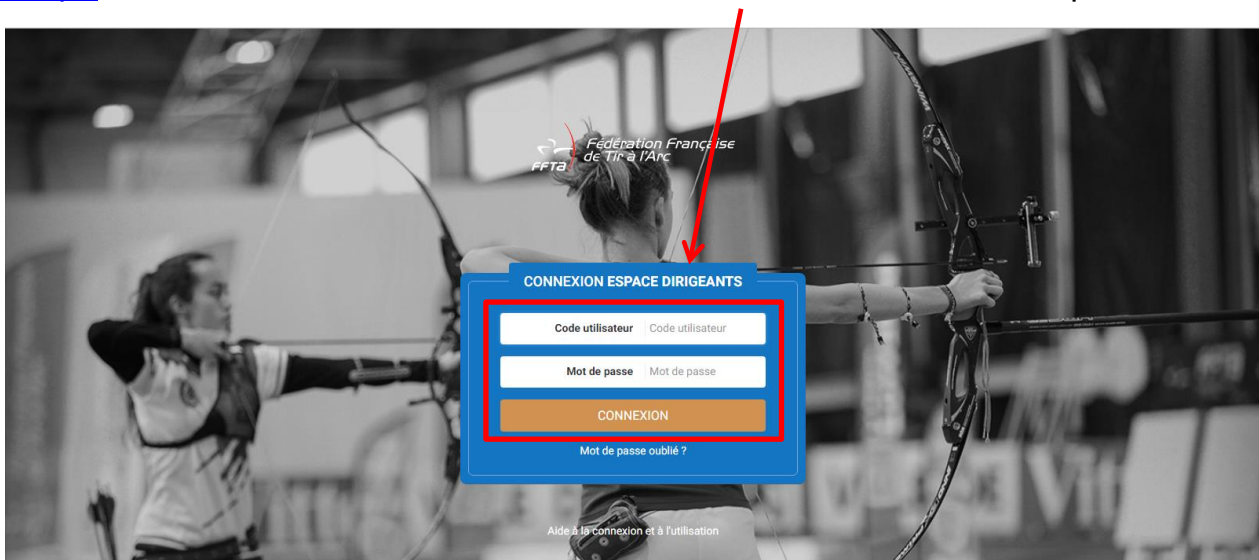 FFTA
Fédération Française
de Tir à l'Arc
CONNEXION ESPACE DIRIGEANTS
Code utilisateur Code utilisateur
Mot de passe Mot de passe
CONNEXION
Mot de passe oublié ?
Aide à la connexion et à l'utilisation